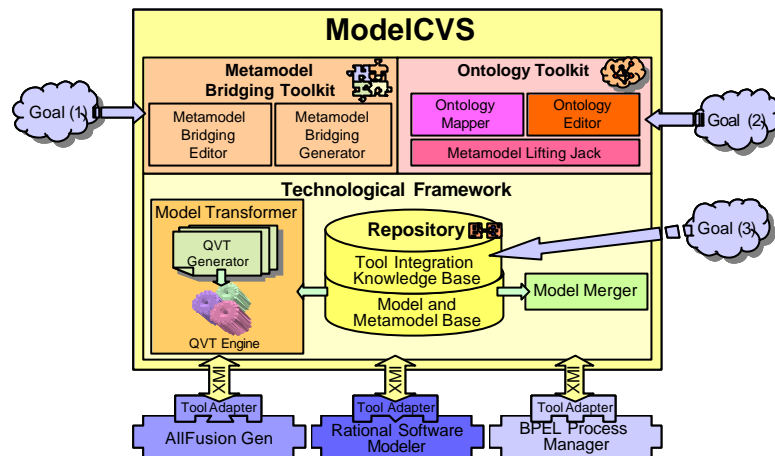 ModelCVS
Metamodel
Bridging Toolkit
Ontology Toolkit
Goal (1)
Metamodel
Bridging
Editor
Metamodel
Bridging
Generator
Ontology
Mapper
Ontology
Editor
Goal (2)
Metamodel Lifting Jack
Technological Framework
Model Transformer
QVT
Generator
QVT Engine
Repository
Tool Integration
Knowledge Base
Model and
Metamodel Base
Goal (3)
Model Merger
XMI
XMI
XMI
Tool Adapter
Tool Adapter
Tool Adapter
AllFusion Gen
Rational Software
Modeler
BPEL Process
Manager